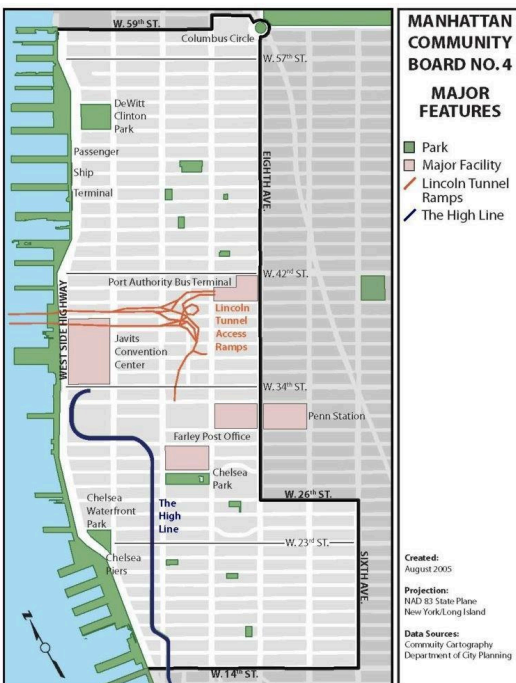 MANHATTAN
COMMUNITY
BOARD NO. 4
MAJOR
FEATURES
Park
Major Facility
Lincoln Tunnel
Ramps
The High Line
W. 59th ST.
Columbus Circle
W. 57th ST.
DeWitt
Clinton
Park
Passenger
Ship
Terminal
EIGHTH AVE.
W. 42nd ST.
Port Authority Bus Terminal
Lincoln
Tunnel
Access
Ramps
WEST SIDE HIGHWAY
Javits
Convention
Center
W. 34th ST.
Penn Station
Farley Post Office
Chelsea
Park
W. 26th ST.
Chelsea
Waterfront
Park
The
High
Line
W. 23rd ST.
Chelsea
Piers
SIXTH AVE.
W. 14th ST.
N
Created:
August 2005
Projection:
NAD 83 State Plane
New York/Long Island
Data Sources:
Commuity Cartography
Department of City Planning